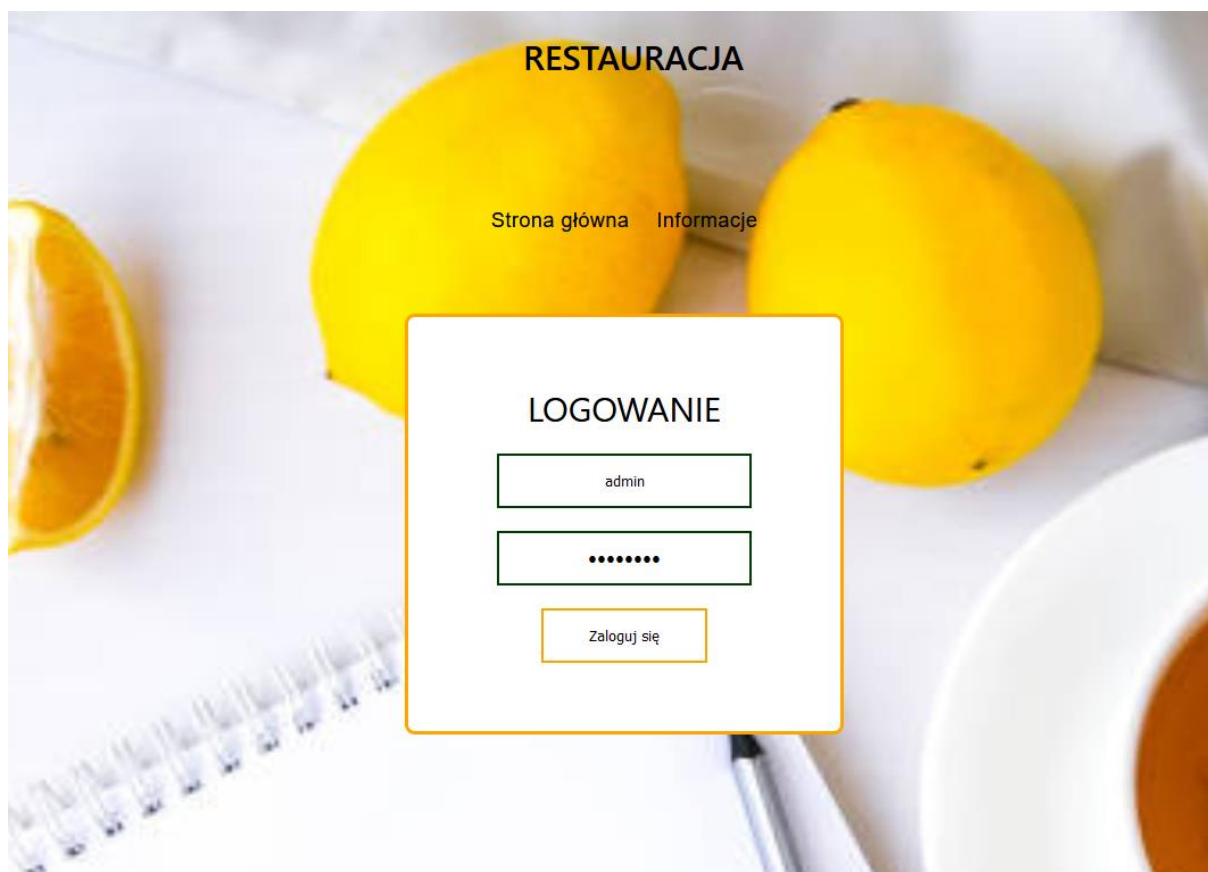 RESTAURACJA
Strona główna Informacje
LOGOWANIE
admin
••••••••
Zaloguj się